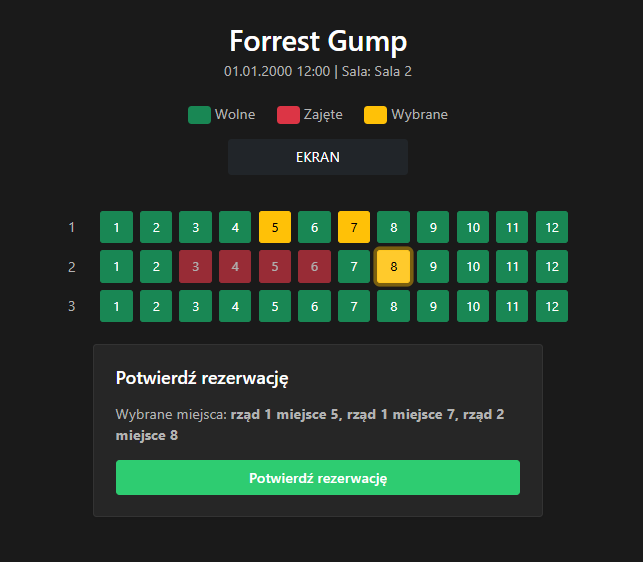 Forrest Gump
01.01.2000 12:00 | Sala: Sala 2
Wolne Zajęte Wybrane
EKRAN
1 1 2 3 4 5 6 7 8 9 10 11 12
2 1 2 3 4 5 6 7 8 9 10 11 12
3 1 2 3 4 5 6 7 8 9 10 11 12
Potwierdź rezerwację
Wybrane miejsca: rząd 1 miejsce 5, rząd 1 miejsce 7, rząd 2
miejsce 8
Potwierdź rezerwację